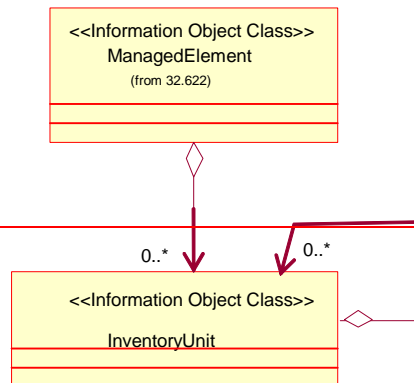 <<Information Object Class>>
ManagedElement
(from 32.622)
0..*
0..*
<<Information Object Class>>
InventoryUnit